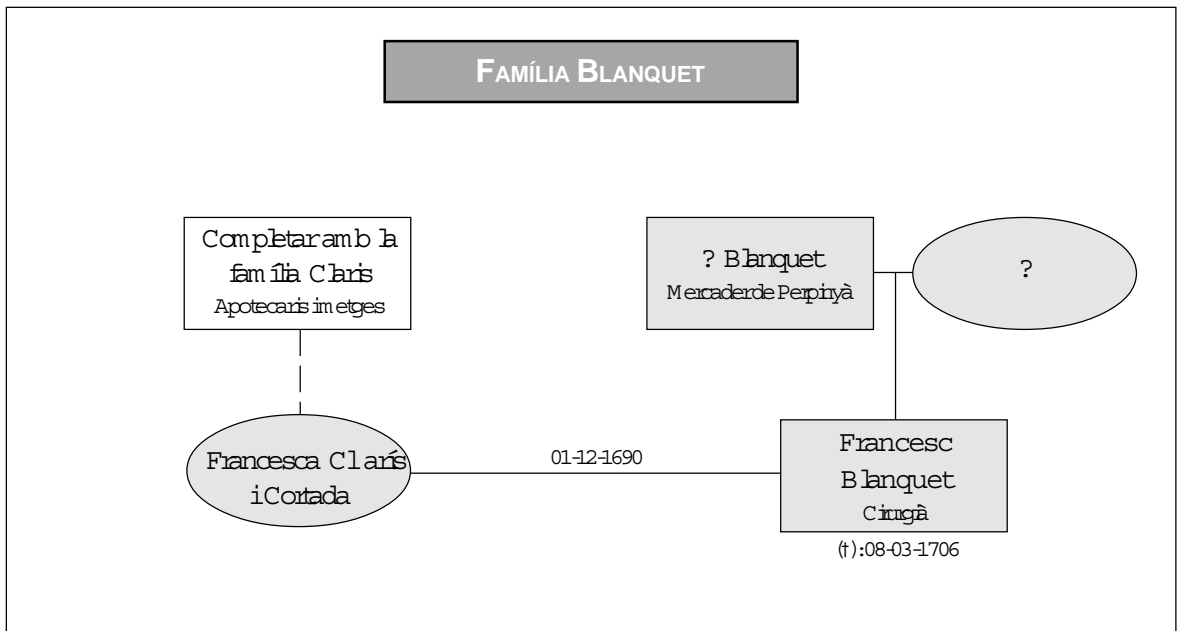 FAMÍLIA BLANQUET
Completar amb la
família Claris
Apotecaris i metges
? Blanquet
Mercader de Perpinyà
?
Francesca Clarís
i Cortada
01-12-1690
Francesc
Blanquet
Cirurgià
(†):08-03-1706